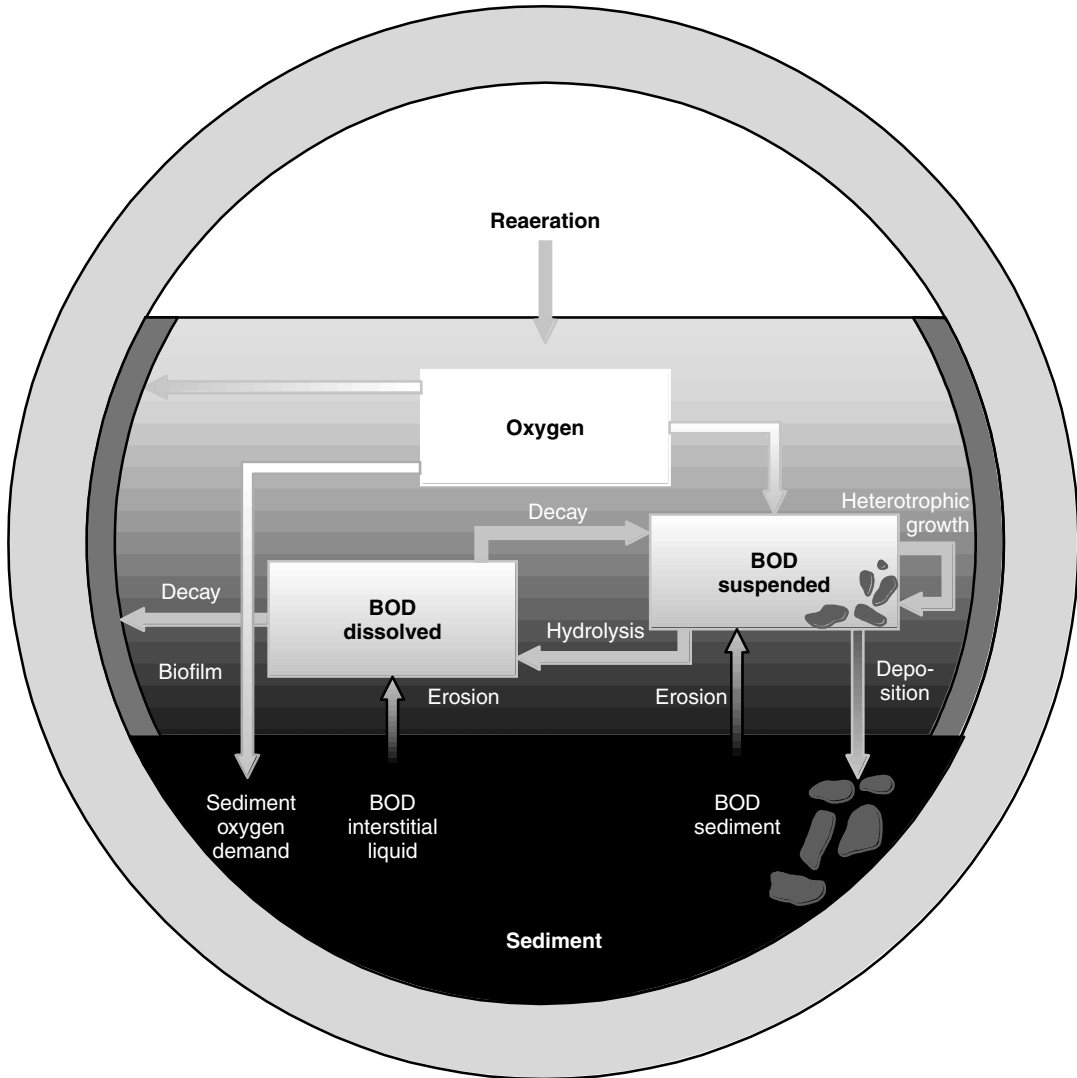 Reaeration
Oxygen
Heterotrophic
growth
Decay
BOD
suspended
Decay
BOD
dissolved
Hydrolysis
Biofilm
Erosion
Erosion
Depo-
sition
Sediment
oxygen
demand
BOD
interstitial
liquid
BOD
sediment
Sediment